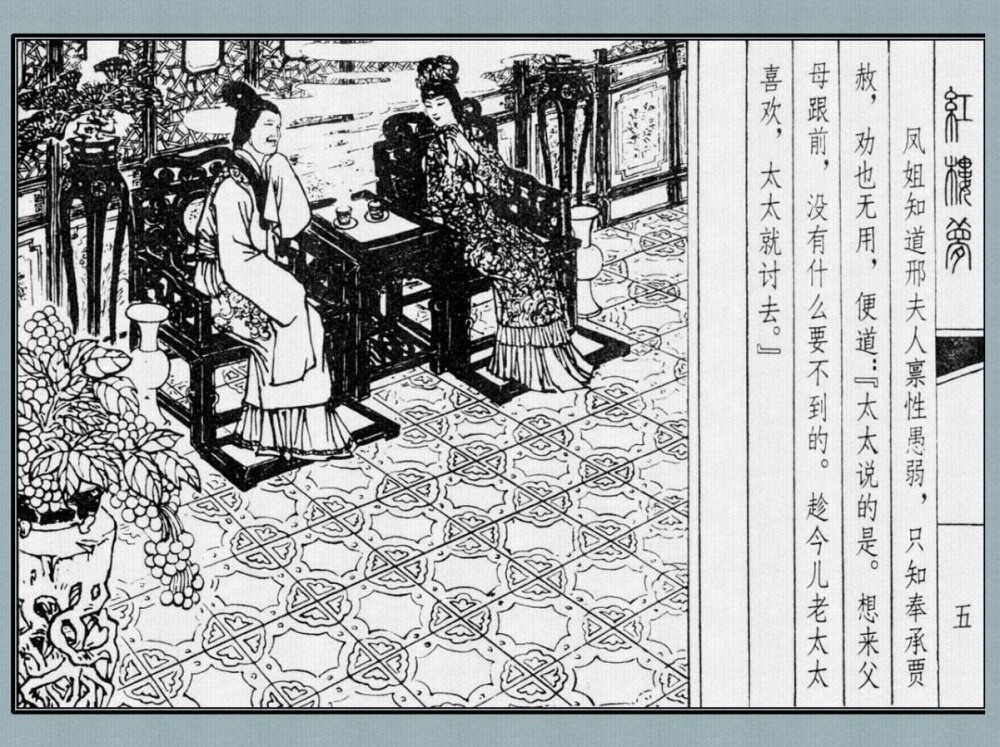 紅樓夢
五
凤姐知道邢夫人禀性愚弱，只知奉承贾
赦，劝也无用，便道：『太太说的是。想来父
母跟前，没有什么要不到的。趁今儿老太太
喜欢，太太就讨去。』